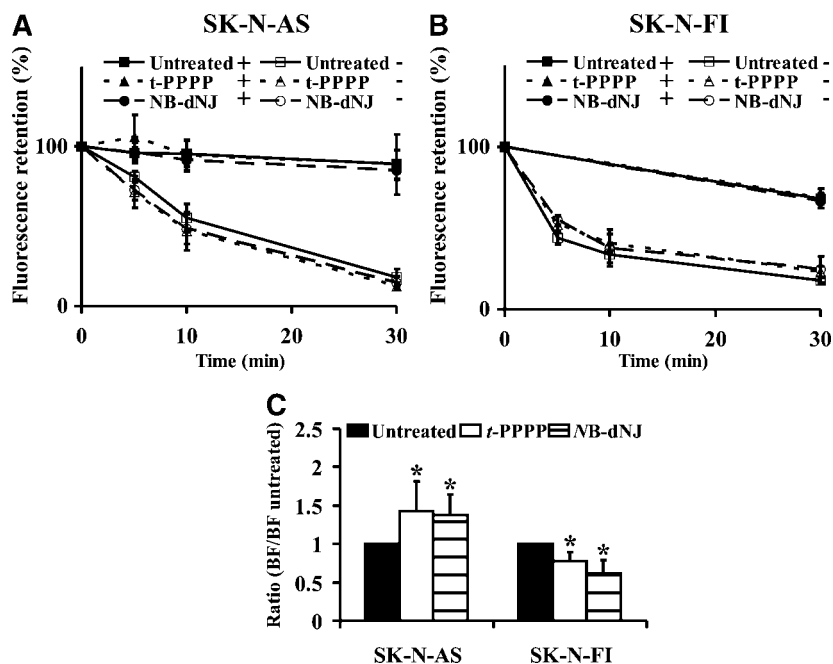 A SK-N-AS
Fluorescence retention (%)
Untreated + Untreated -
t-PPPP + t-PPPP -
NB-dNJ + NB-dNJ -
100
0
0 10 20 30
Time (min)
B SK-N-FI
Fluorescence retention (%)
Untreated + Untreated -
t-PPPP + t-PPPP -
NB-dNJ + NB-dNJ -
100
0
0 10 20 30
Time (min)
C
Ratio (BF/BF untreated)
Untreated t-PPPP NB-dNJ
2.5
2
1.5
1
0.5
0
* *
* *
SK-N-AS SK-N-FI